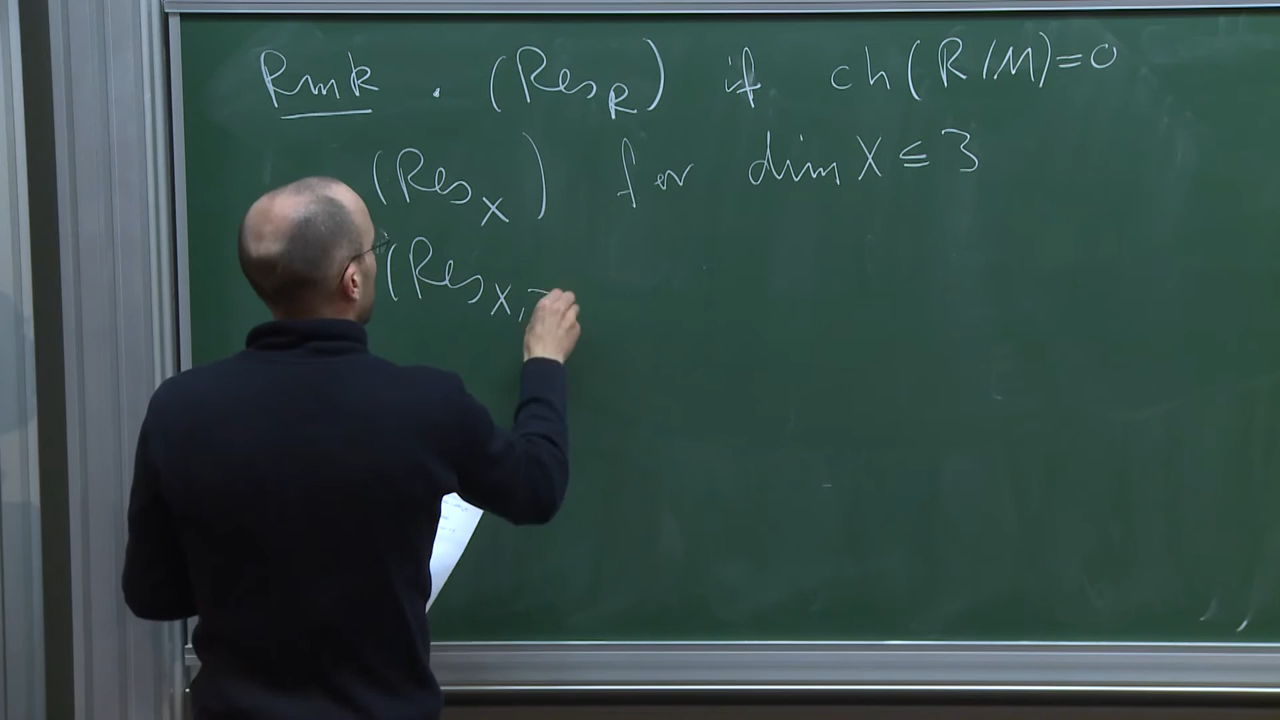 Rmk . (Res_R) if ch(R/M)=0
(Res_X) for dim X ≤ 3
(Res_X,